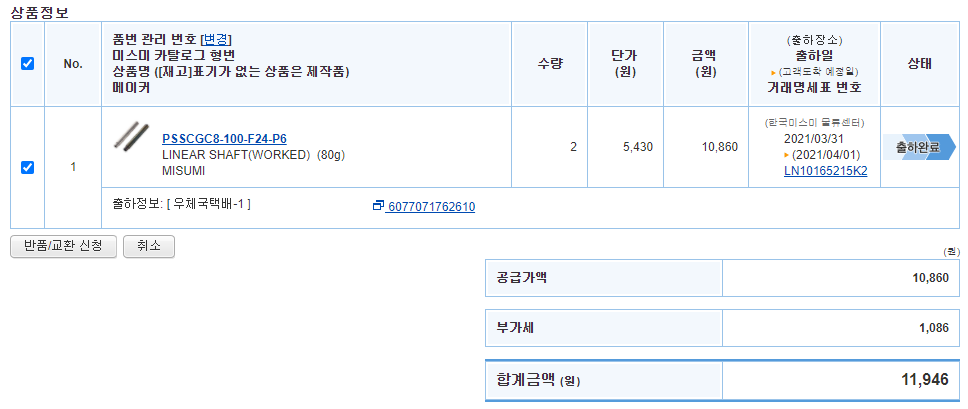 상품정보
No.
품번 관리 번호 [변경]
미스미 카탈로그 형번
상품명 ([재고]표기가 없는 상품은 제작품)
메이커
수량
단가
(원)
금액
(원)
(출하장소)
출하일
(고객도착 예정일)
거래명세표 번호
상태
1
PSSCGC8-100-F24-P6
LINEAR SHAFT(WORKED) (80g)
MISUMI
2
5,430
10,860
(한국미스미 물류센터)
2021/03/31
(2021/04/01)
LN10165215K2
출하완료
출하정보: [ 우체국택배-1 ]
6077071762610
반품/교환 신청
취소
(원)
공급가액
10,860
부가세
1,086
합계금액 (원)
11,946